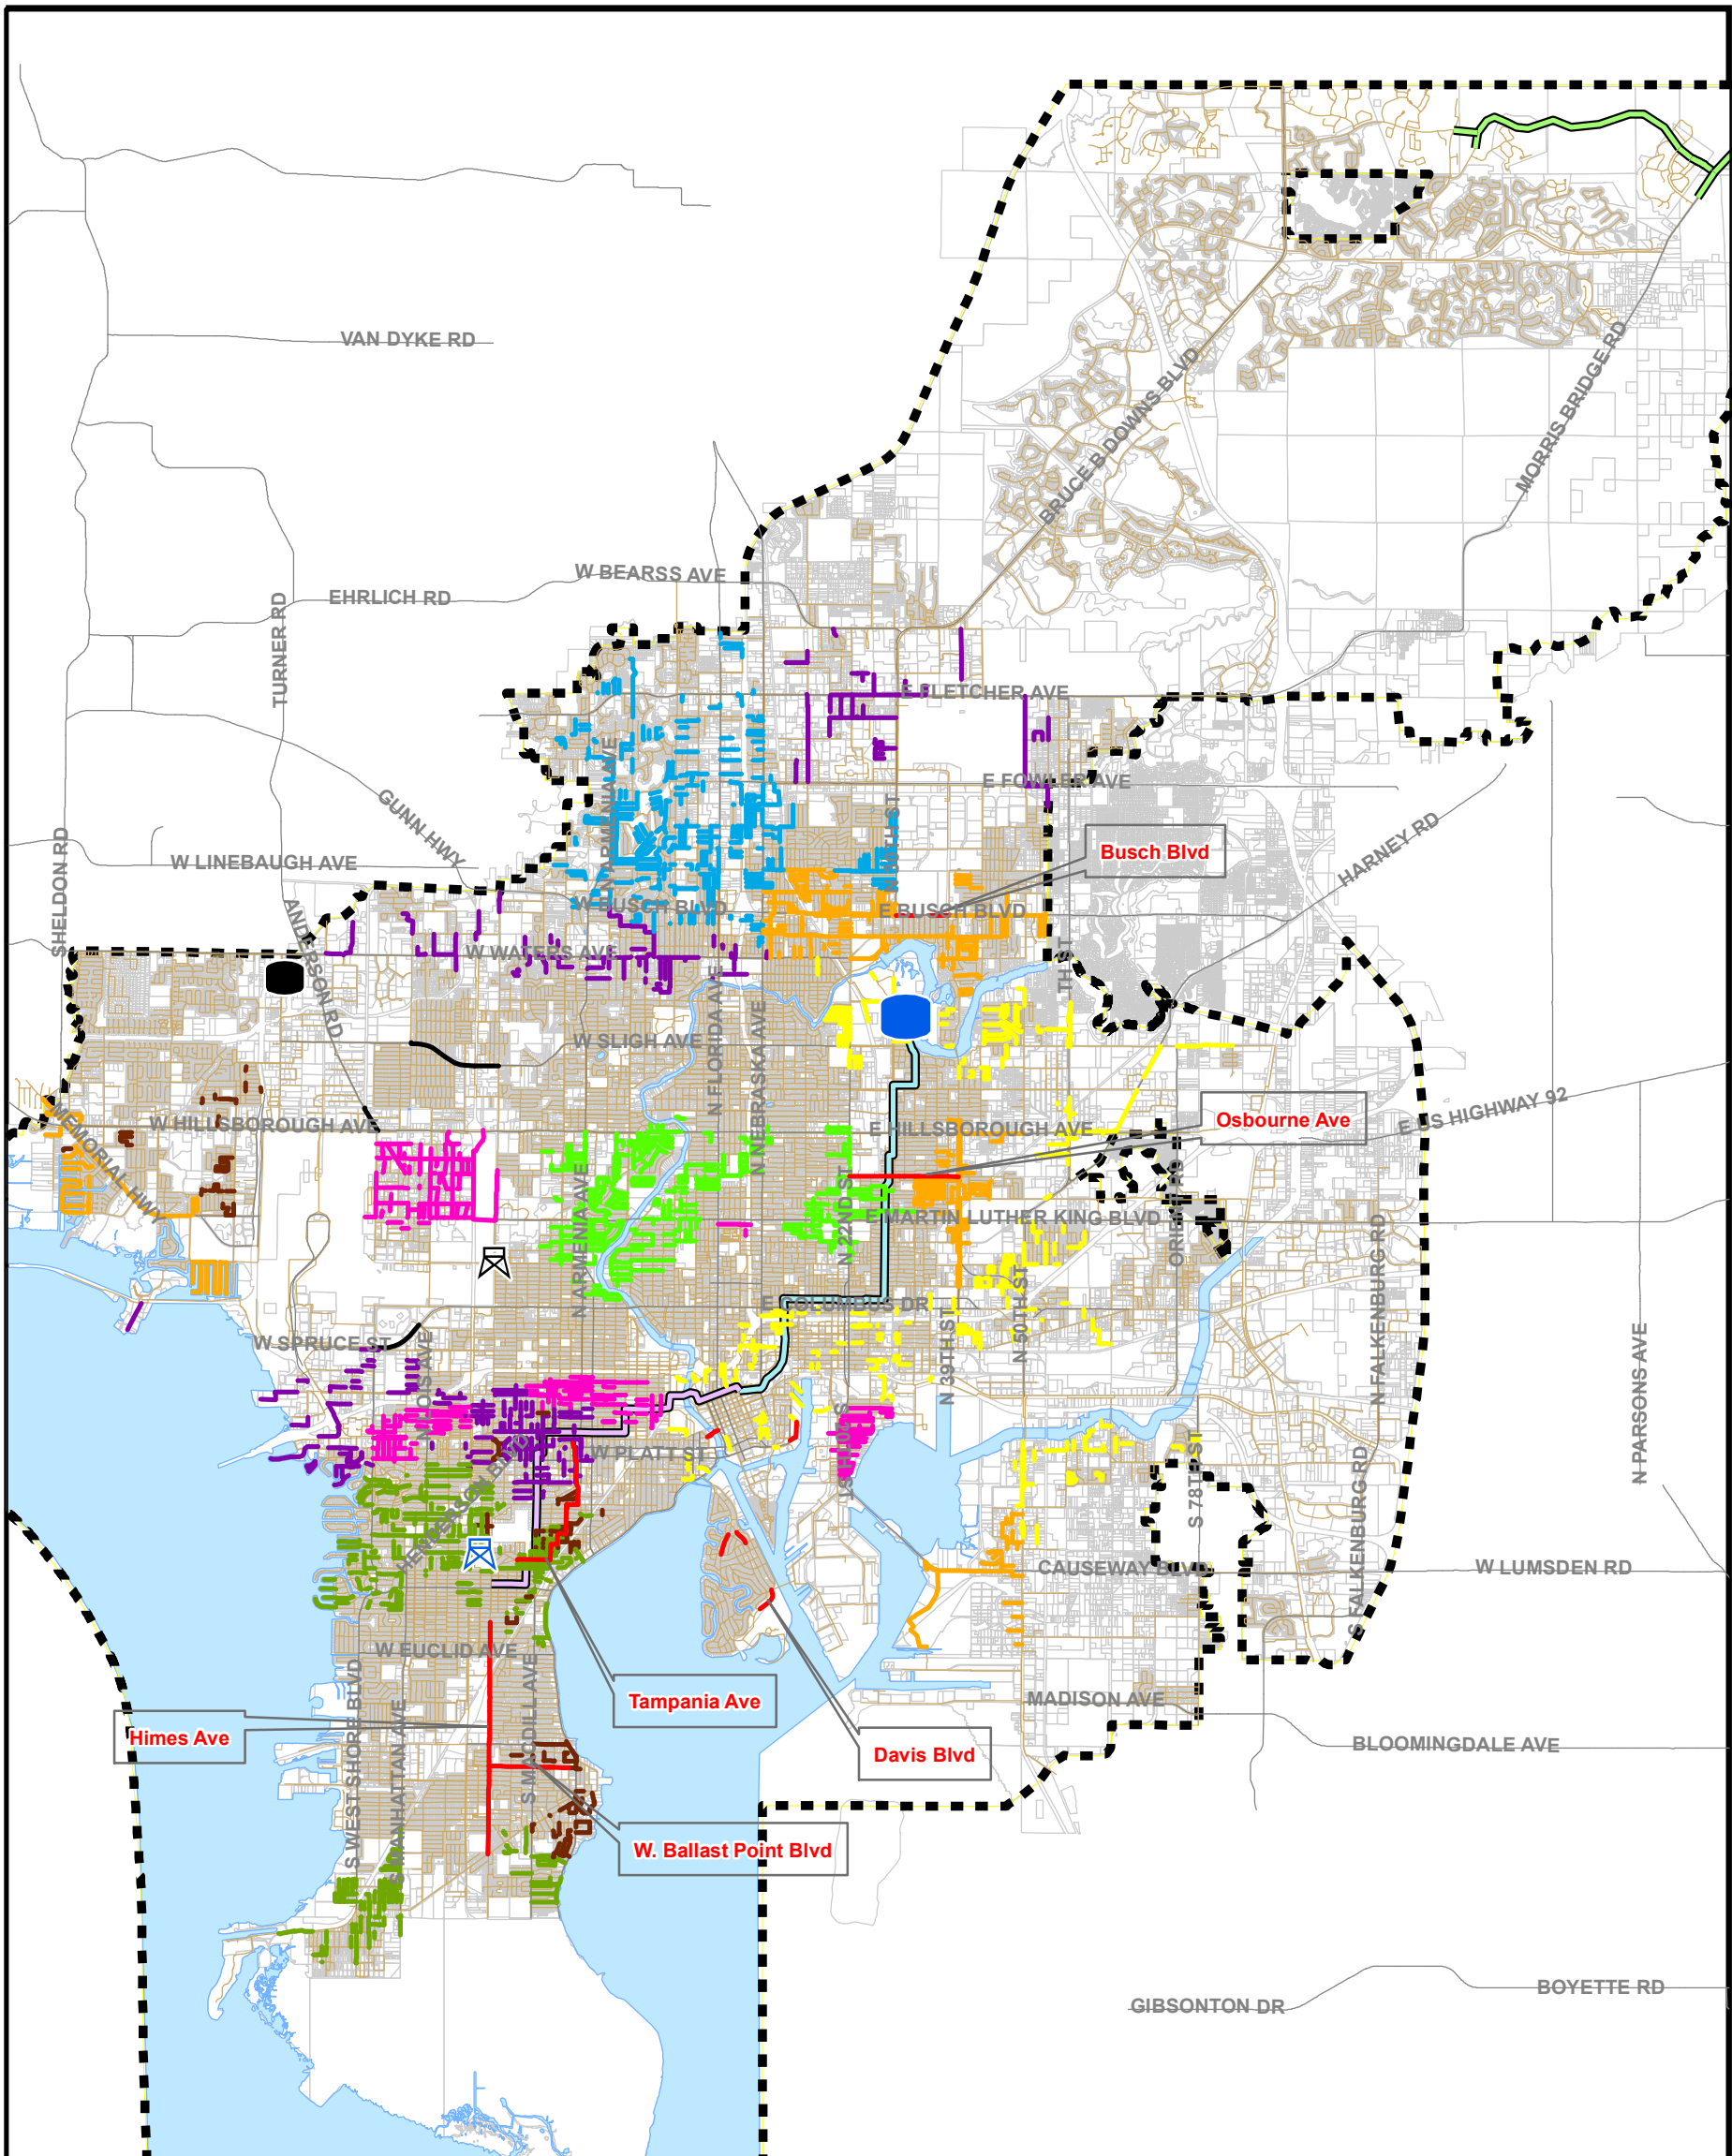 VAN DYKE RD
MORRIS BRIDGE RD
BRUCE B DOWNS BLVD
W BEARSS AVE
EHRLICH RD
TURNER RD
E FLETCHER AVE
N ARMENIA AVE
E FOWLER AVE
GUNN HWY
HARNEY RD
SHELDON RD
W LINEBAUGH AVE
Busch Blvd
W BUSCH BLVD
E BUSCH BLVD
ANDERSON RD
W WATERS AVE
W SLIGH AVE
N FLORIDA AVE
N NEBRASKA AVE
MEMORIAL HWY
W HILLSBOROUGH AVE
E HILLSBOROUGH AVE
Osbourne Ave
E US HIGHWAY 92
N ARMENIA AVE
N 22ND ST
E MARTIN LUTHER KING BLVD
N FALKENBURG RD
E COLUMBUS DR
W SPRUCE ST
N 39TH ST
N 50TH ST
N PARSONS AVE
W PLATT ST
S 78TH ST
S FALKENBURG RD
CAUSEWAY BLVD
W LUMSDEN RD
W EUCLID AVE
S WEST SHORE BLVD
S MANHATTAN AVE
S MACDILL AVE
Tampania Ave
MADISON AVE
Himes Ave
Davis Blvd
BLOOMINGDALE AVE
W. Ballast Point Blvd
GIBSONTON DR
BOYETTE RD